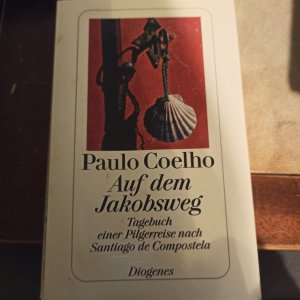 Paulo Coelho
Auf dem
Jakobsweg
Tagebuch
einer Pilgerreise nach
Santiago de Compostela
Diogenes